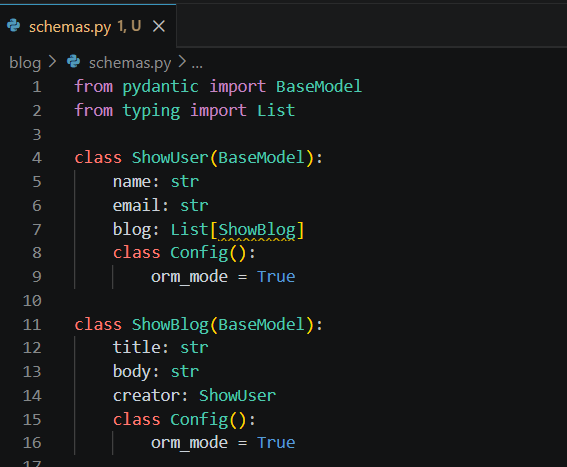 schemas.py 1, U
blog > schemas.py > ...
1 from pydantic import BaseModel
2 from typing import List
3
4 class ShowUser(BaseModel):
5     name: str
6     email: str
7     blog: List[ShowBlog]
8     class Config():
9         orm_mode = True
10
11 class ShowBlog(BaseModel):
12     title: str
13     body: str
14     creator: ShowUser
15     class Config():
16         orm_mode = True
17